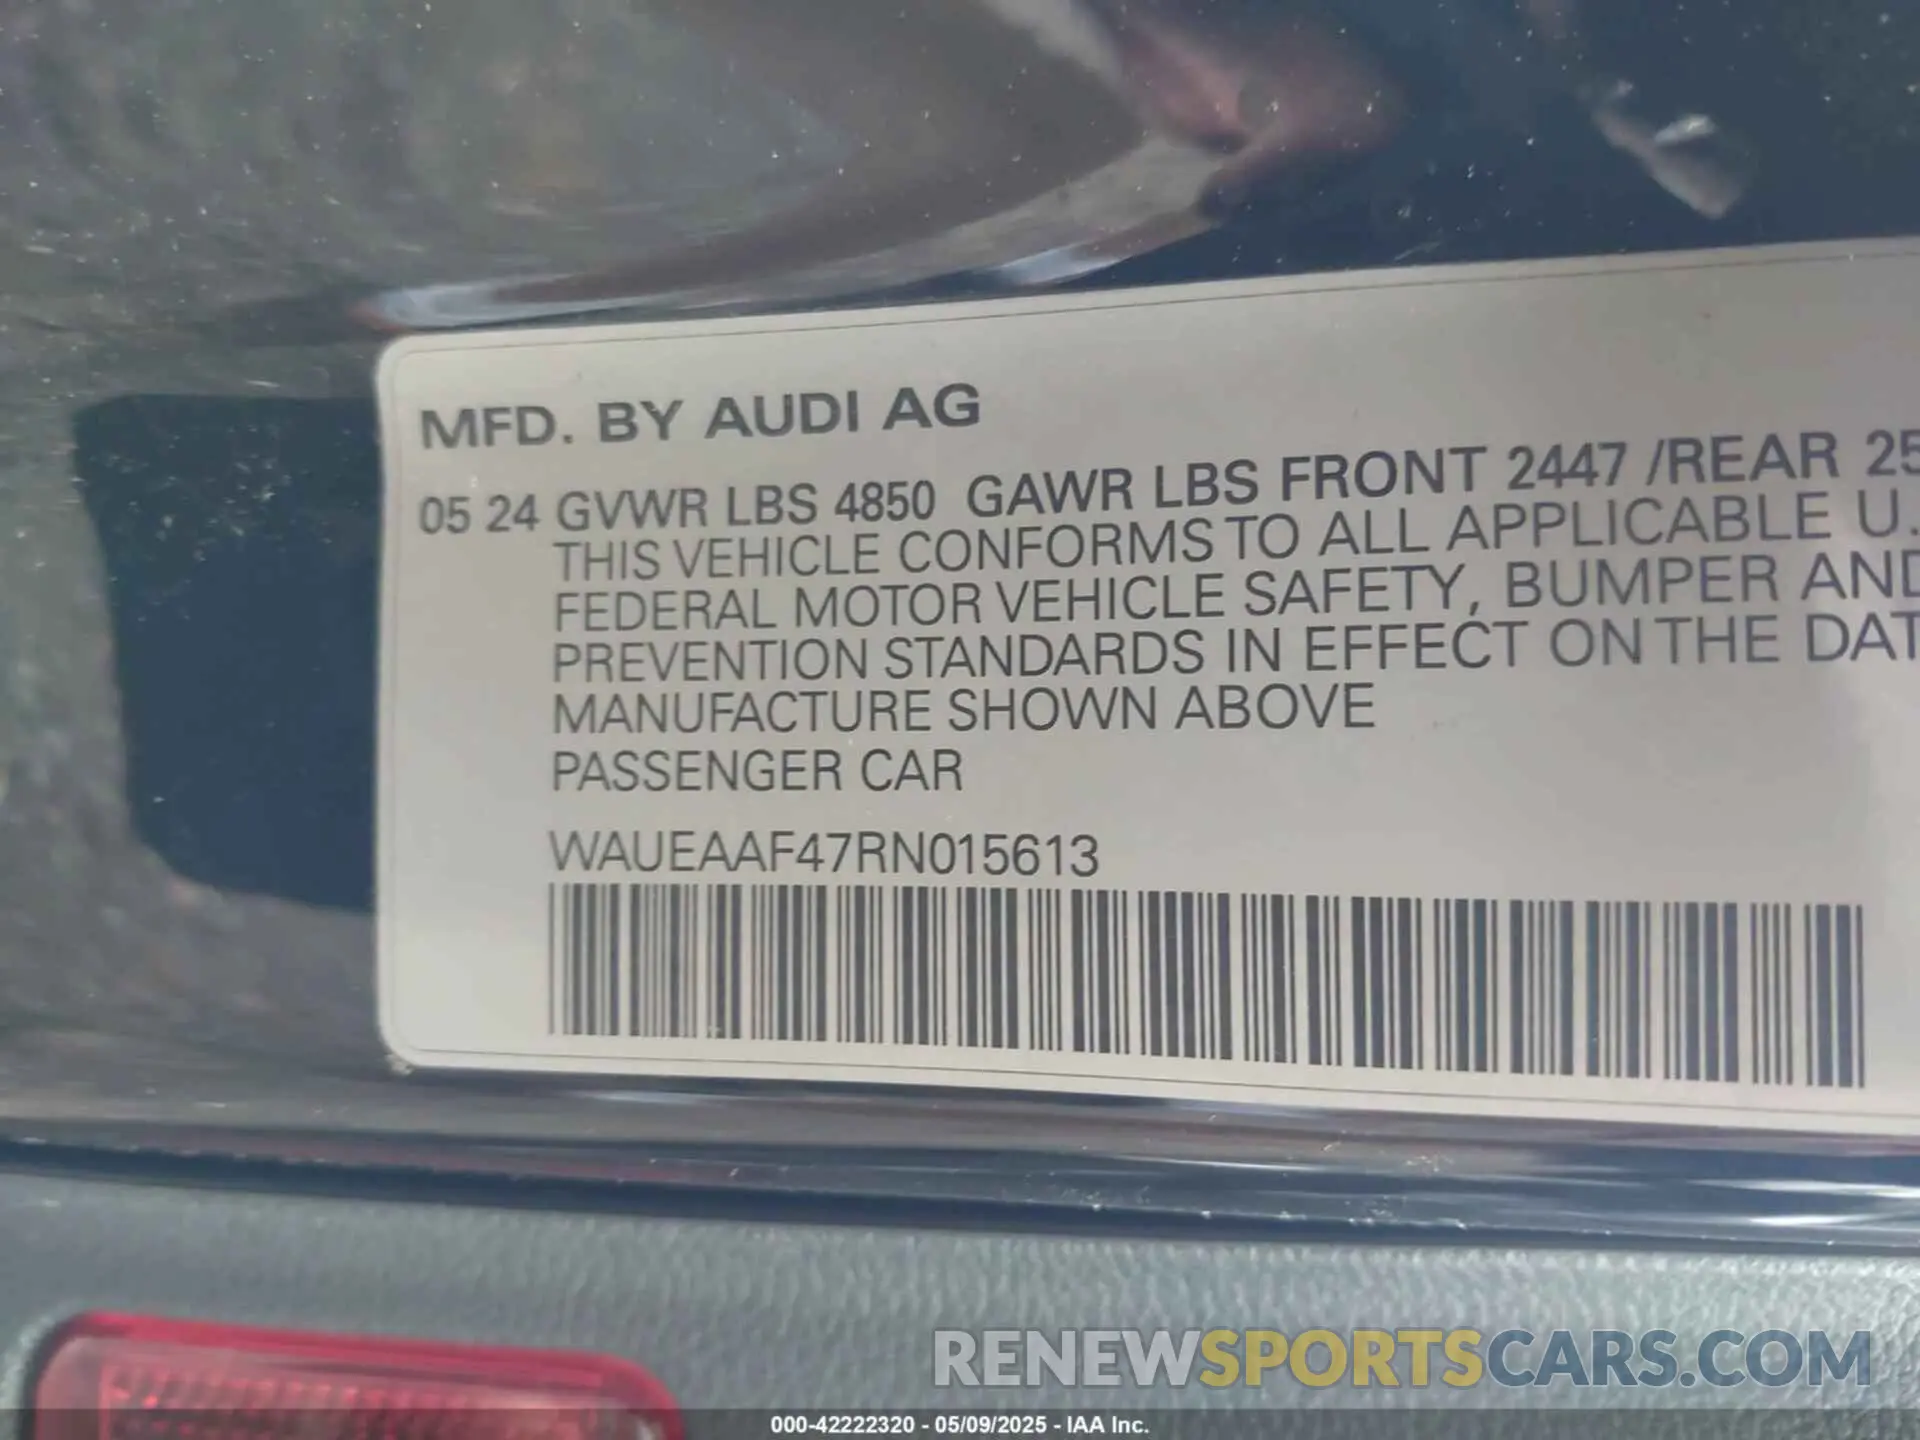 MFD. BY AUDI AG
05 24 GVWR LBS 4850 GAWR LBS FRONT 2447 /REAR 25
THIS VEHICLE CONFORMS TO ALL APPLICABLE U.
FEDERAL MOTOR VEHICLE SAFETY, BUMPER AND
PREVENTION STANDARDS IN EFFECT ON THE DAT
MANUFACTURE SHOWN ABOVE
PASSENGER CAR
WAUEAAF47RN015613
RENEWSPORTSCARS.COM
000-42222320 - 05/09/2025 - IAA Inc.